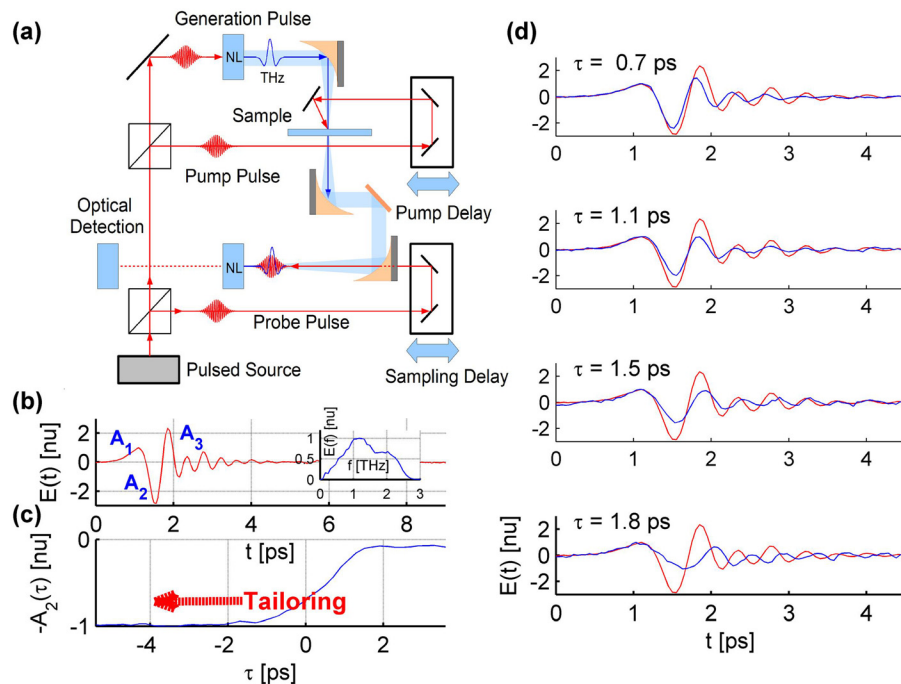 (a)
Generation Pulse
NL
THz
Sample
Pump Pulse
Pump Delay
Optical
Detection
NL
Probe Pulse
Pulsed Source
Sampling Delay
(b)
E(t) [nu]
2
0
-2
A1
A2
A3
E(f) [nu]
1
0.5
0
f [THz]
0 1 2 3
0 2 4 6 8
t [ps]
(c)
-A2(τ) [nu]
0
-1
Tailoring
-4 -2 0 2
τ [ps]
(d)
τ = 0.7 ps
2
0
-2
0 1 2 3 4
τ = 1.1 ps
2
0
-2
0 1 2 3 4
τ = 1.5 ps
2
0
-2
0 1 2 3 4
τ = 1.8 ps
E(t) [nu]
2
0
-2
0 1 2 3 4
t [ps]